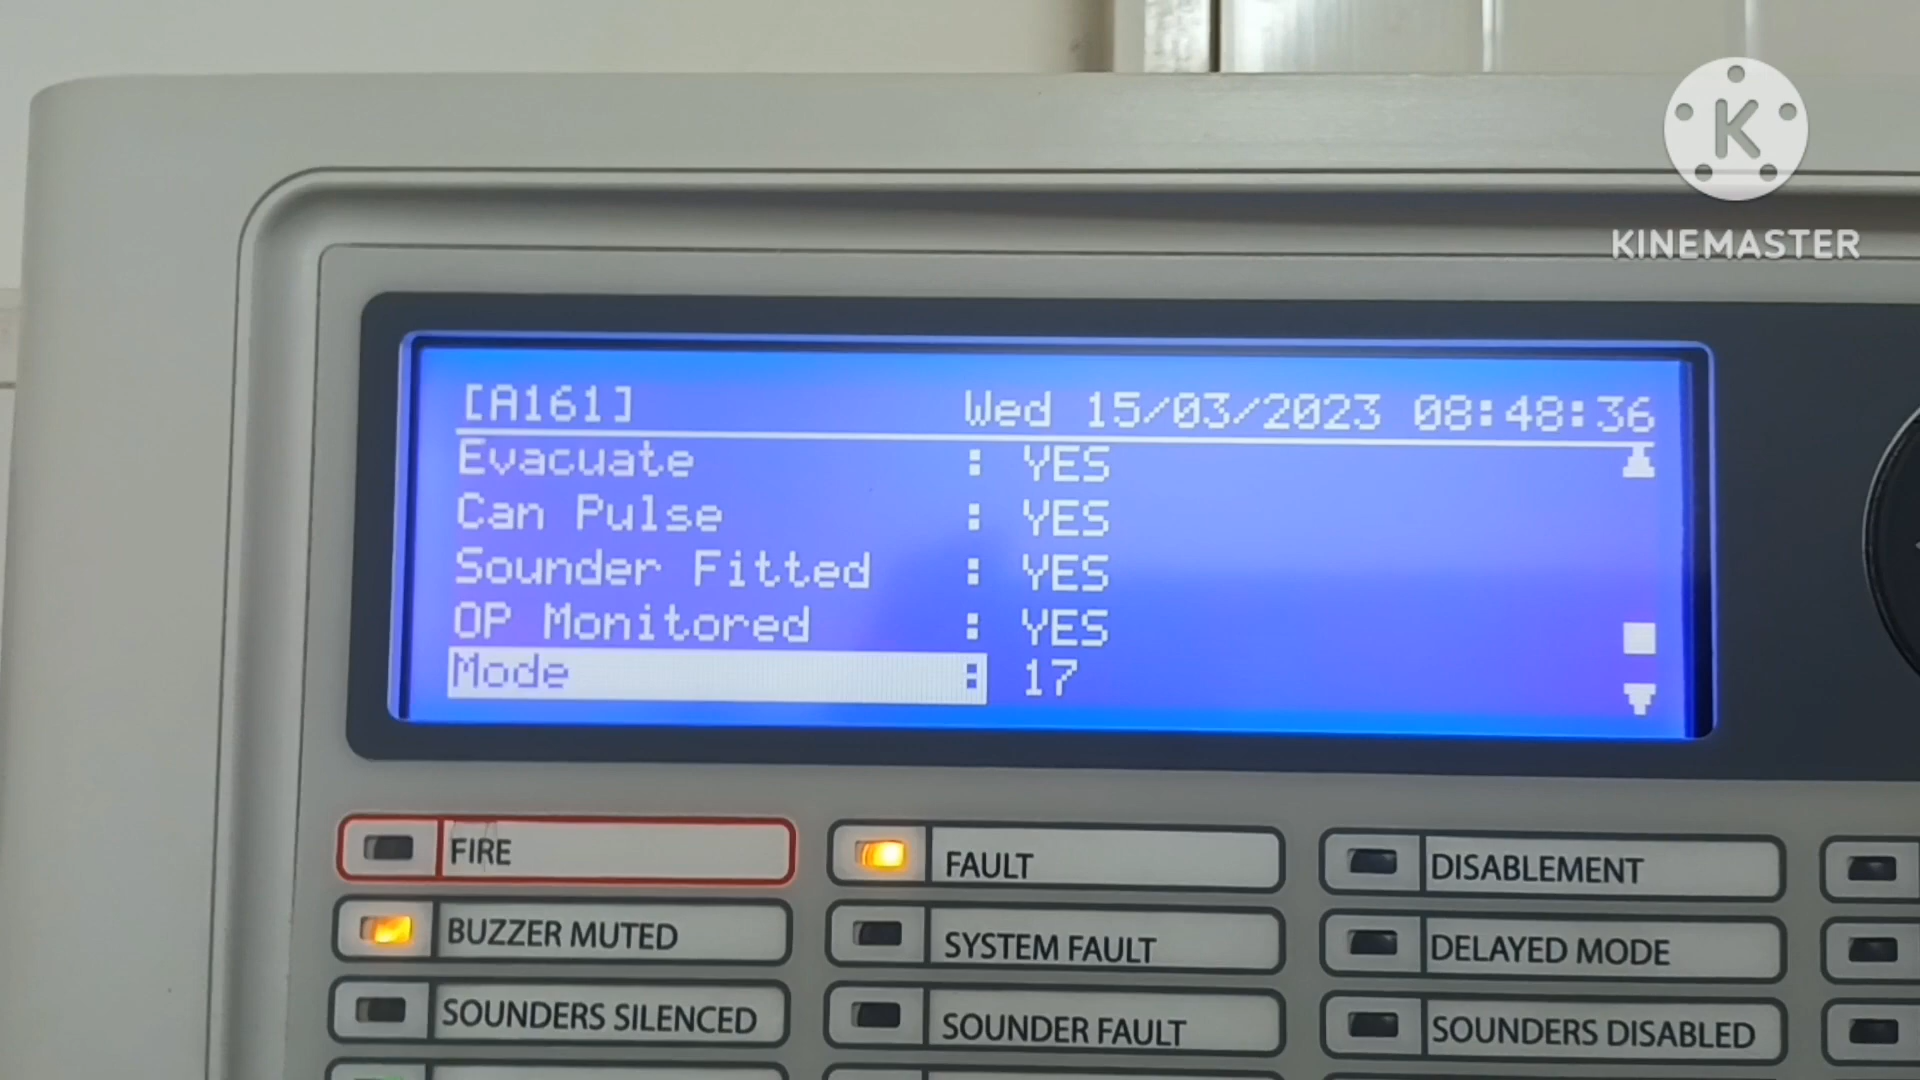 K
KINEMASTER
[A161] Wed 15/03/2023 08:48:36
Evacuate : YES
Can Pulse : YES
Sounder Fitted : YES
OP Monitored : YES
Mode : 17
FIRE
FAULT
DISABLEMENT
BUZZER MUTED
SYSTEM FAULT
DELAYED MODE
SOUNDERS SILENCED
SOUNDER FAULT
SOUNDERS DISABLED